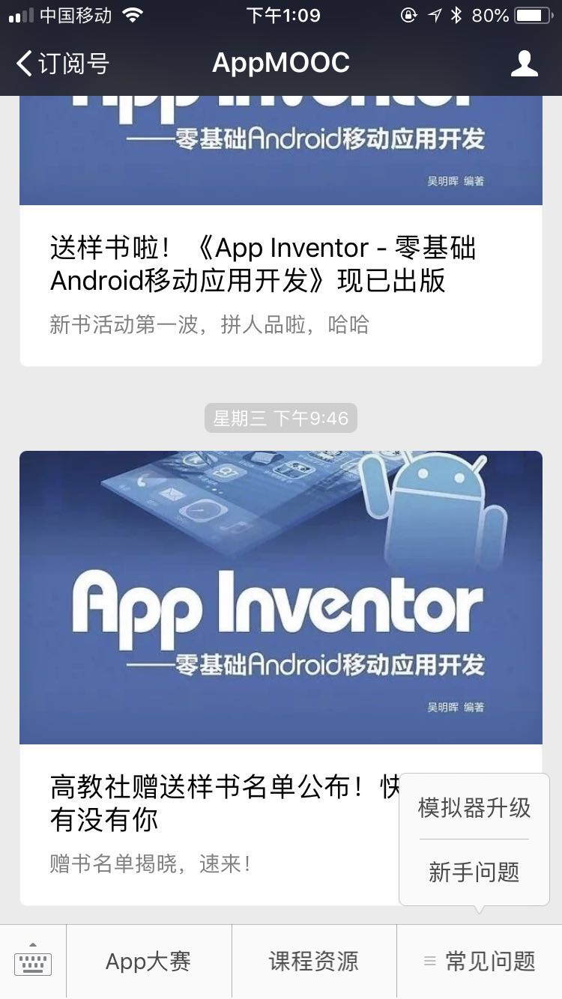 中国移动
下午1:09
80%
订阅号
AppMOOC
App Inventor
——零基础Android移动应用开发
吴明晖 编著
送样书啦！《App Inventor - 零基础
Android移动应用开发》现已出版
新书活动第一波，拼人品啦，哈哈
星期三 下午9:46
App Inventor
——零基础Android移动应用开发
吴明晖 编著
高教社赠送样书名单公布！快
有没有你
赠书名单揭晓，速来！
模拟器升级
新手问题
App大赛
课程资源
常见问题